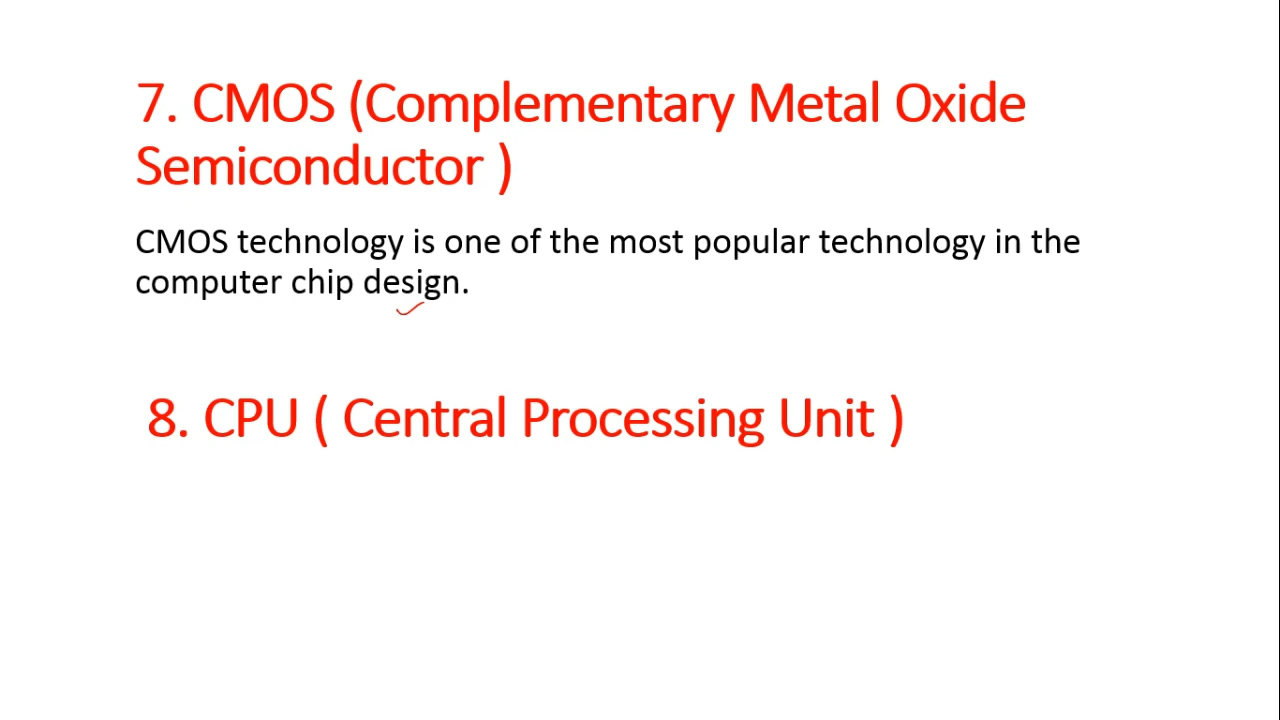 7. CMOS (Complementary Metal Oxide
Semiconductor )
CMOS technology is one of the most popular technology in the
computer chip design.
8. CPU ( Central Processing Unit )